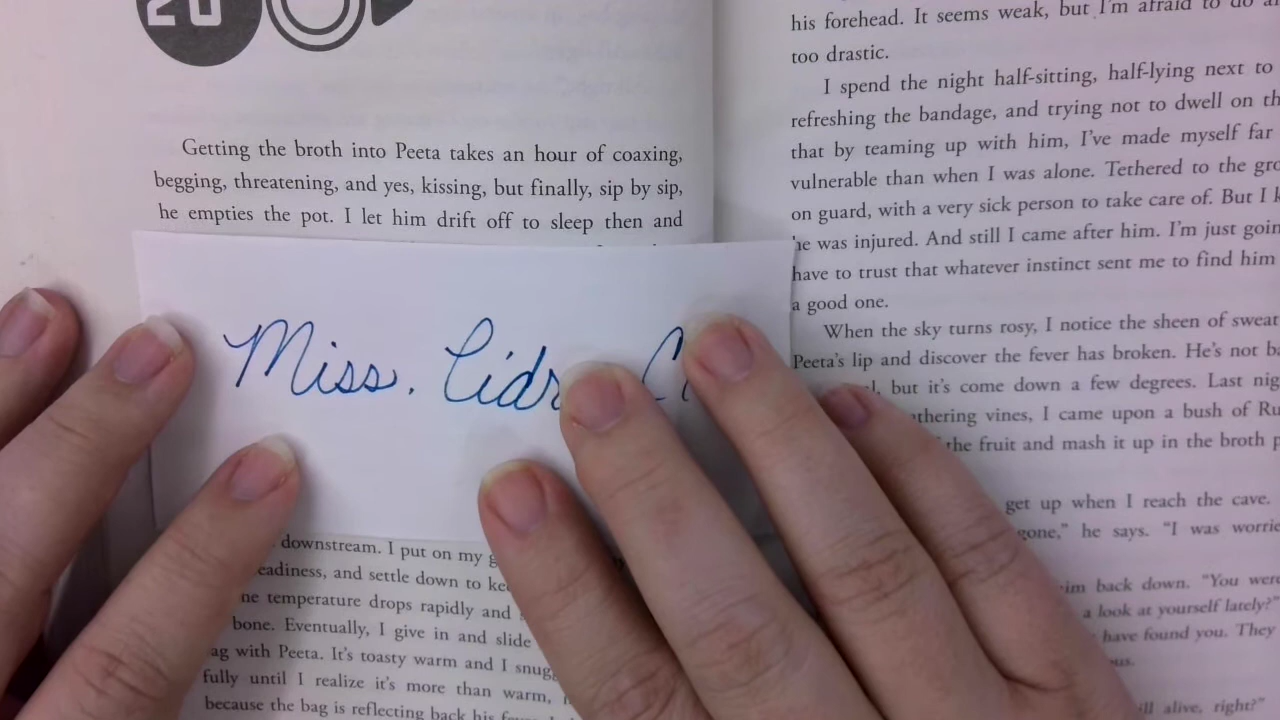 20
Getting the broth into Peeta takes an hour of coaxing,
begging, threatening, and yes, kissing, but finally, sip by sip,
he empties the pot. I let him drift off to sleep then and
Miss.
downstream. I put on my
and settle down to
temperature drops rapidly and
bone. Eventually, I give in and slide
with Peeta. It's toasty warm and I
fully until I realize it's more than warm,
because the bag is reflecting back his
his forehead. It seems weak, but I'm afraid to do
too drastic.
I spend the night half-sitting, half-lying next to
refreshing the bandage, and trying not to dwell on
that by teaming up with him, I've made myself far
vulnerable than when I was alone. Tethered to the
on guard, with a very sick person to take care of. But I
he was injured. And still I came after him. I'm just
have to trust that whatever instinct sent me to find him
a good one.
When the sky turns rosy, I notice the sheen of sweat
Peeta's lip and discover the fever has broken. He's not
but it's come down a few degrees. Last
vines, I came upon a bush of
the fruit and mash it up in the broth
get up when I reach the cave.
gone," he says. "I was
back down. "You were
a look at yourself lately?"
have found you. They
alive, right?"